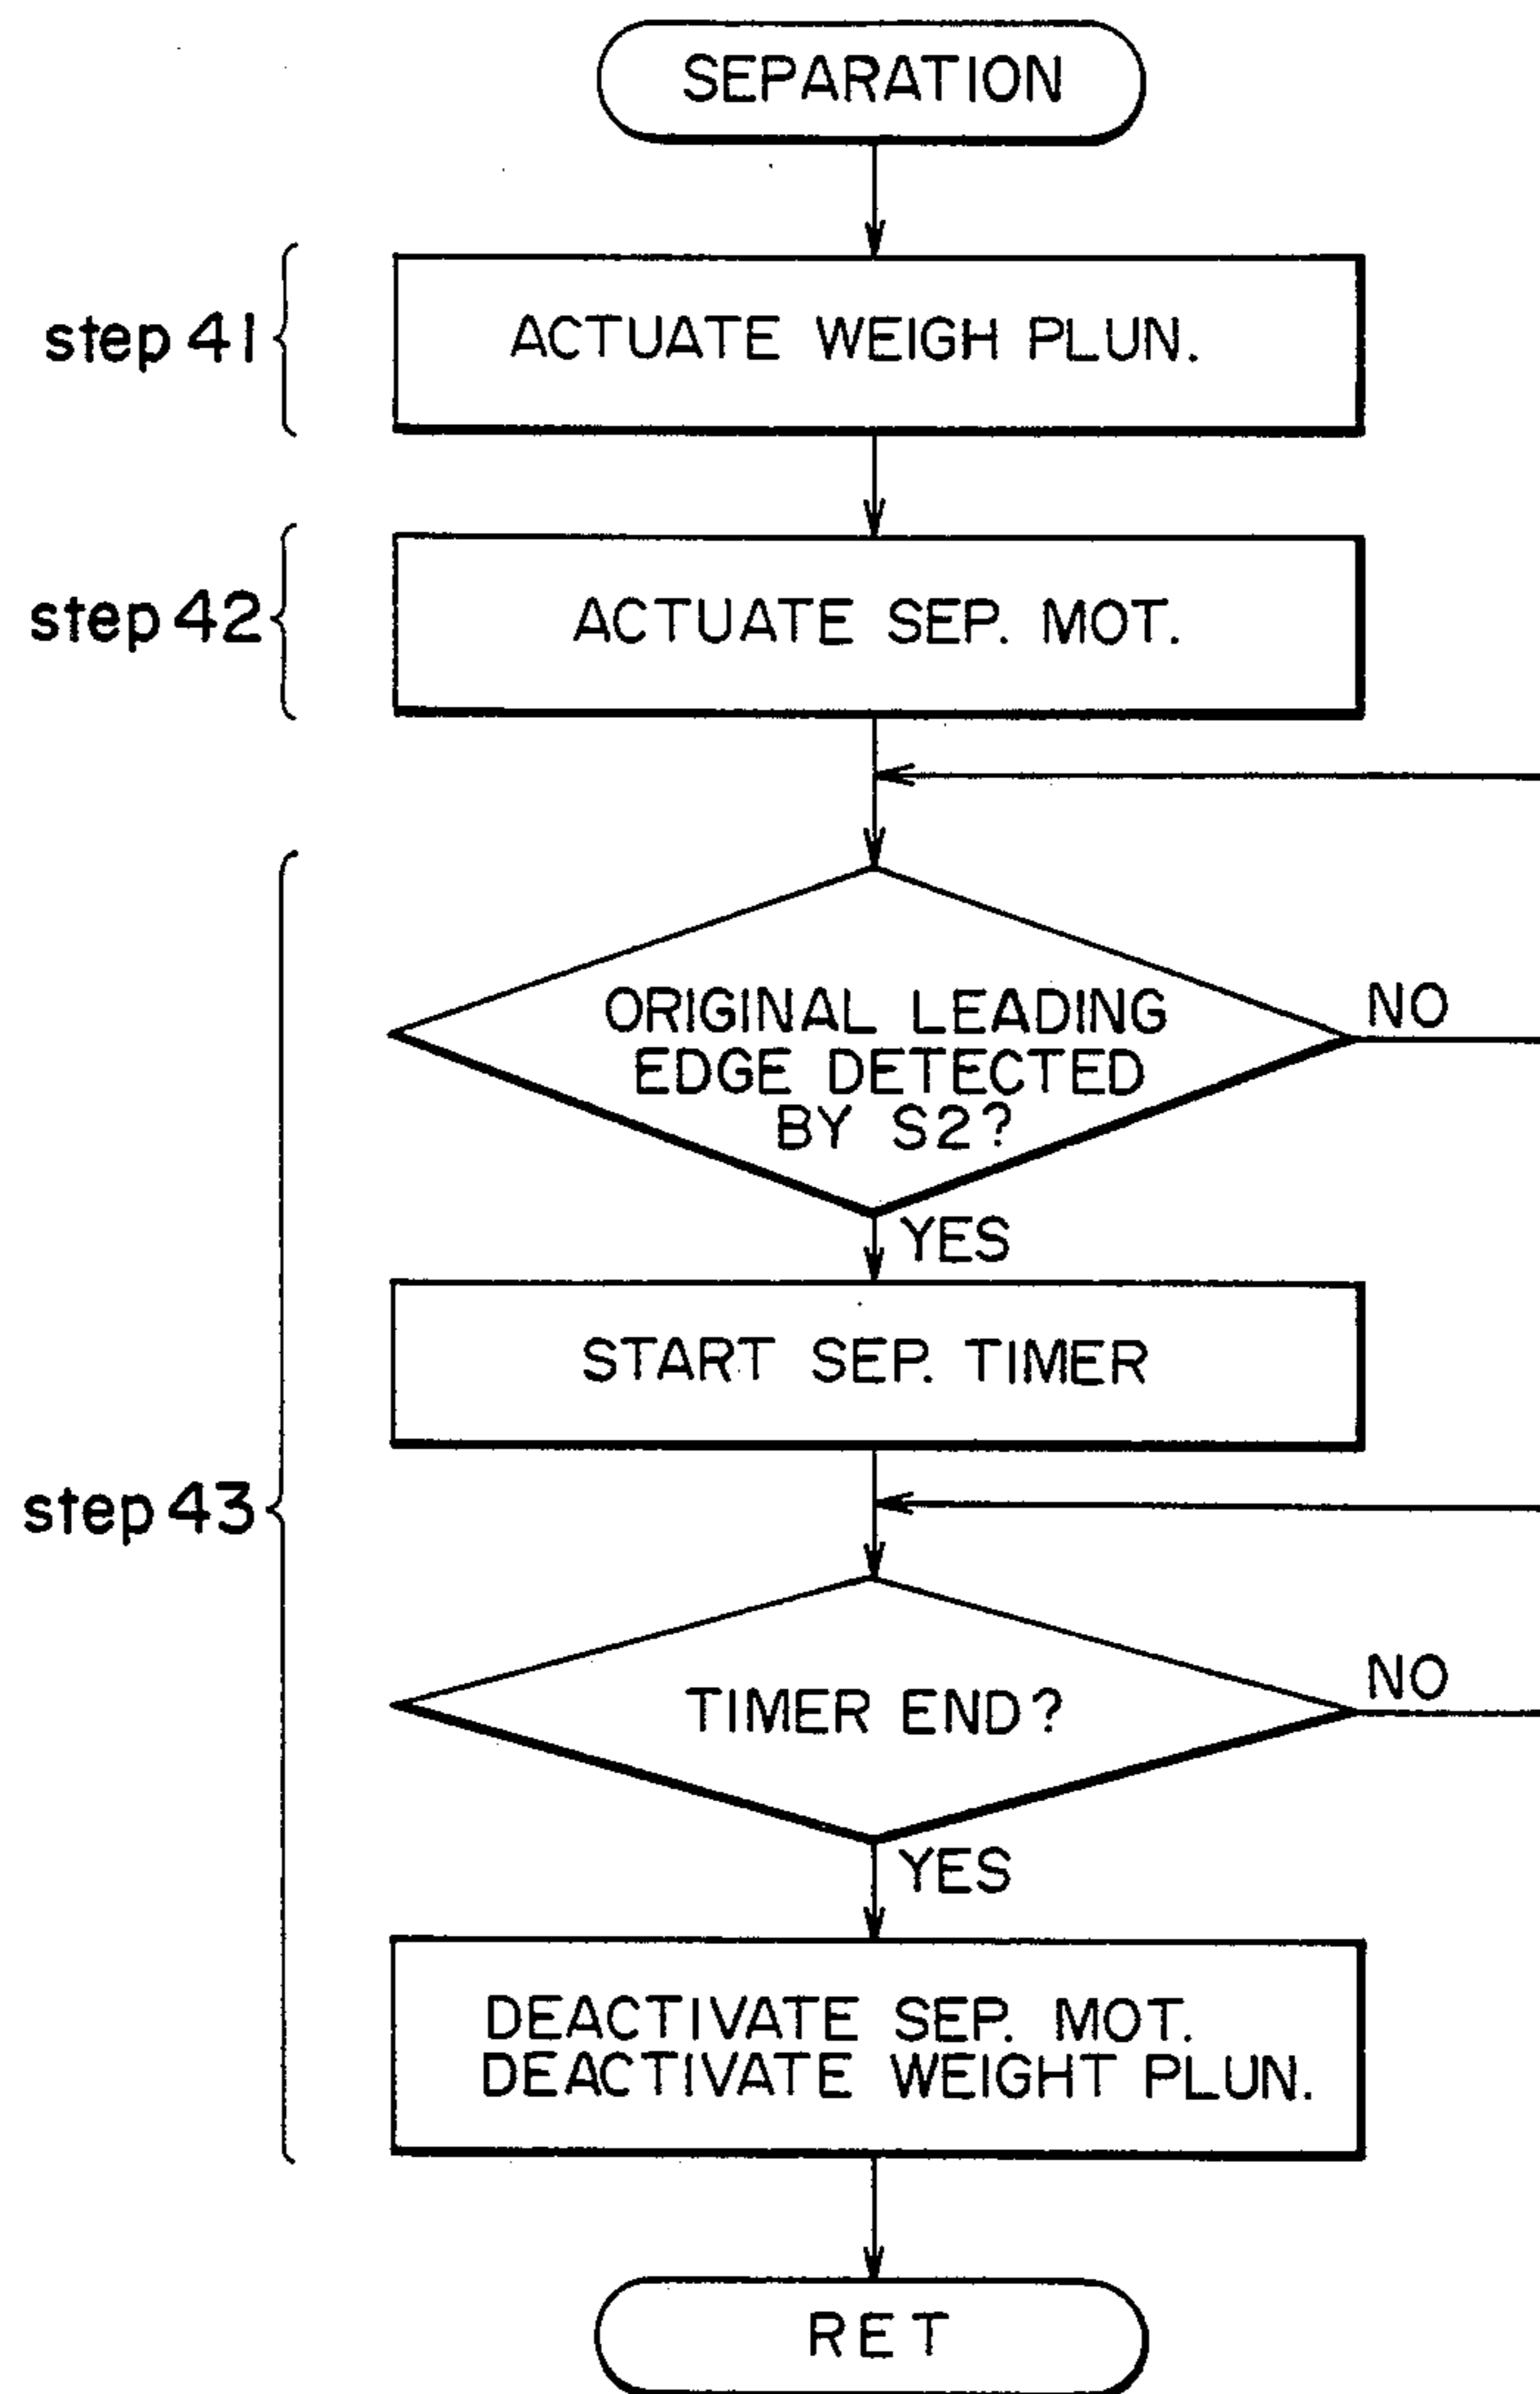 SEPARATION
step 41
ACTUATE WEIGH PLUN.
step 42
ACTUATE SEP. MOT.
ORIGINAL LEADING
EDGE DETECTED
BY S2?
NO
YES
START SEP. TIMER
step 43
TIMER END?
NO
YES
DEACTIVATE SEP. MOT.
DEACTIVATE WEIGHT PLUN.
RET